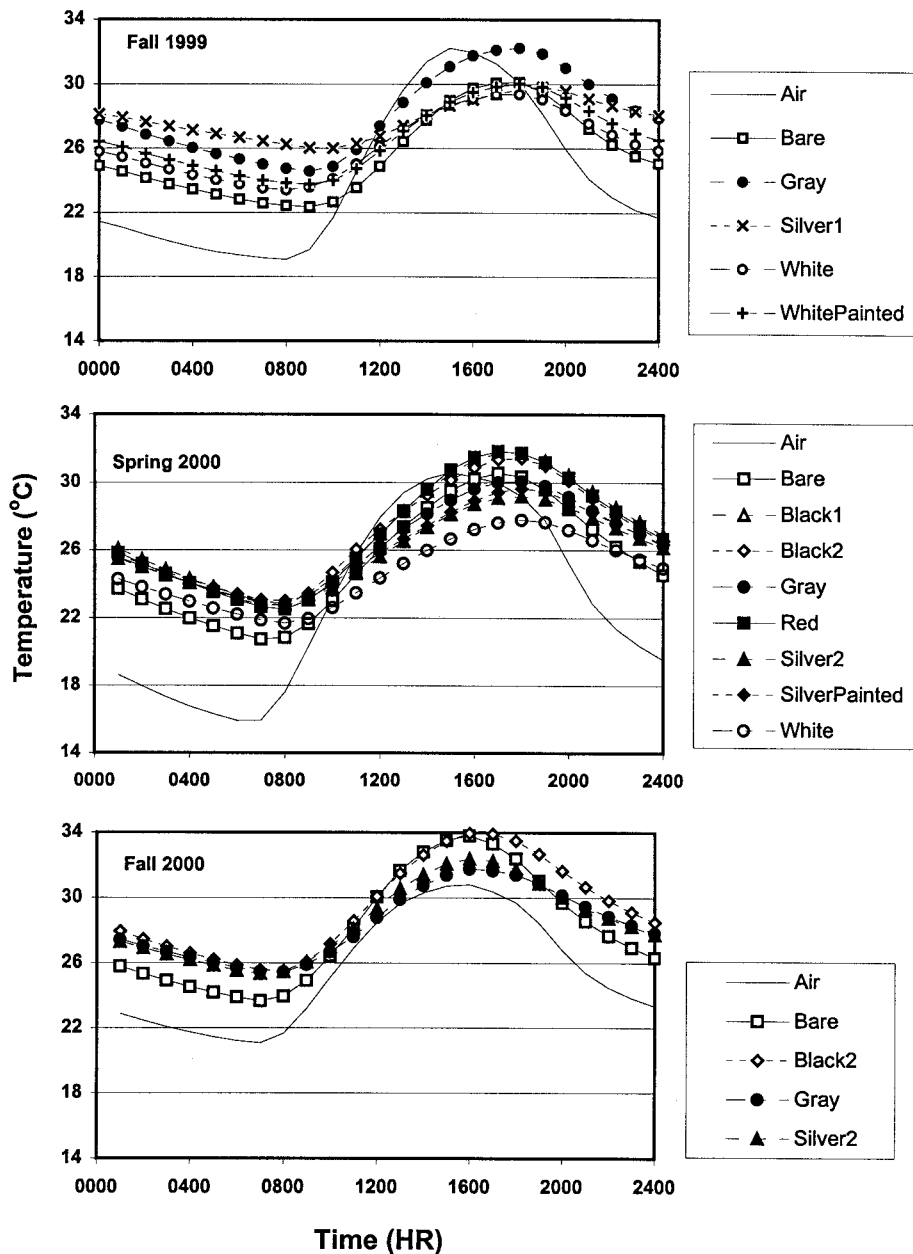 34
30
26
22
18
14
Fall 1999
0000 0400 0800 1200 1600 2000 2400
Air
Bare
Gray
Silver1
White
WhitePainted
Temperature (°C)
34
30
26
22
18
14
Spring 2000
0000 0400 0800 1200 1600 2000 2400
Air
Bare
Black1
Black2
Gray
Red
Silver2
SilverPainted
White
34
30
26
22
18
14
Fall 2000
0000 0400 0800 1200 1600 2000 2400
Air
Bare
Black2
Gray
Silver2
Time (HR)